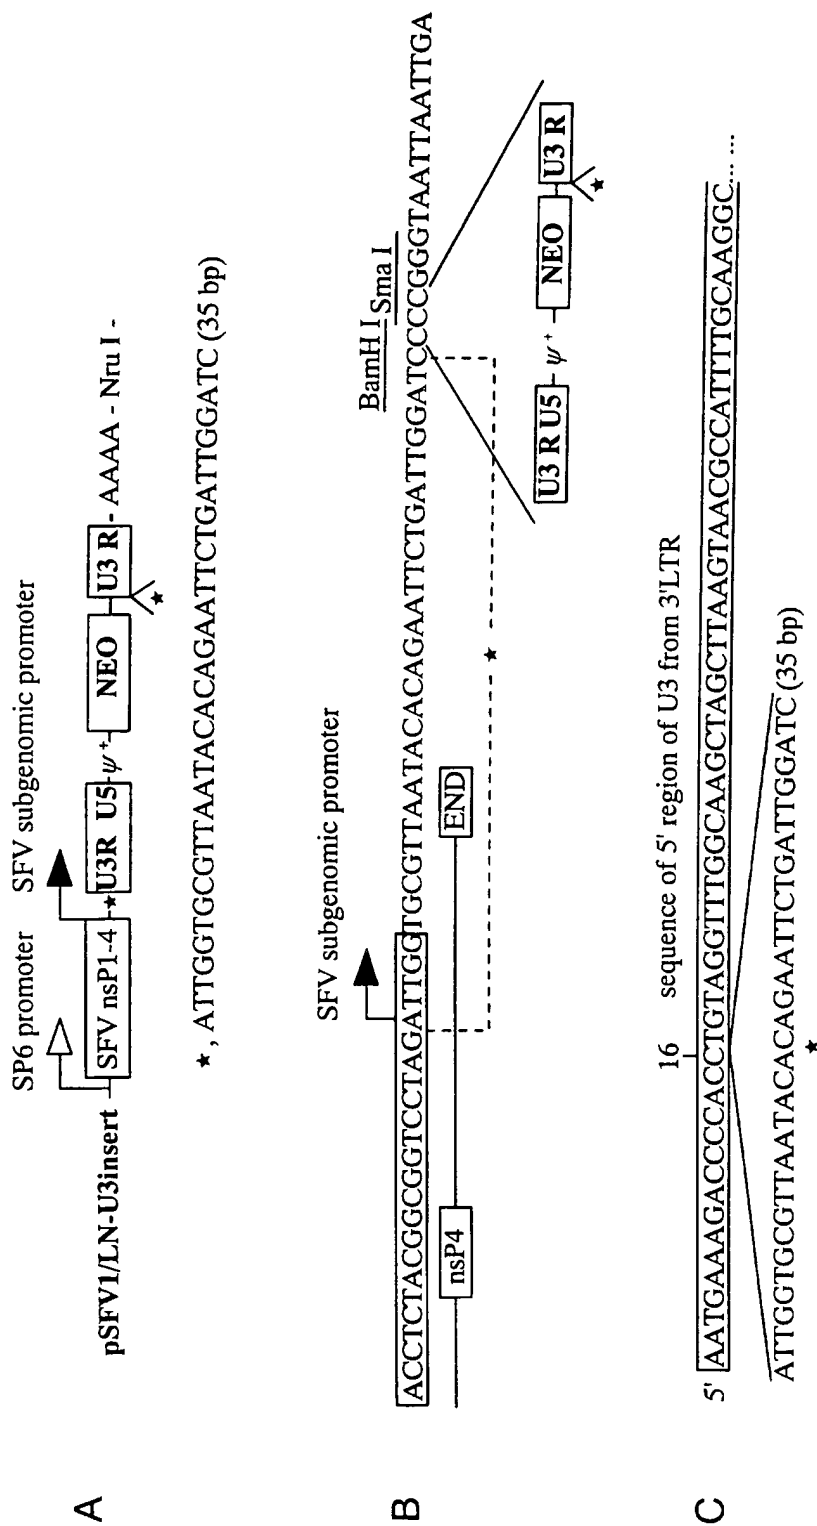 A
SP6 promoter
SFV subgenomic promoter
pSFV1/LN-U3insert
SFV nsP1-4
★
U3R U5
ψ+
NEO
U3 R
- AAAA - Nru I -
★
★, ATTGGTGCGTTAATACACAGAATTCTGATTGGATC (35 bp)
B
SFV subgenomic promoter
BamH I
Sma I
ACCTCTACGGCGGTCCTAGATTGGTGCGTTAATACACAGAATTCTGATTGGATCCCCGGGTAATTAATTGA
nsP4
END
★
U3 R U5
ψ+
NEO
U3 R
★
C
16
sequence of 5' region of U3 from 3'LTR
5' AATGAAAGACCCCACCTGTAGGTTTGGCAAGCTAGCTTAAGTAACGCCATTTTGCAAGGC... ...
ATTGGTGCGTTAATACACAGAATTCTGATTGGATC (35 bp)
★